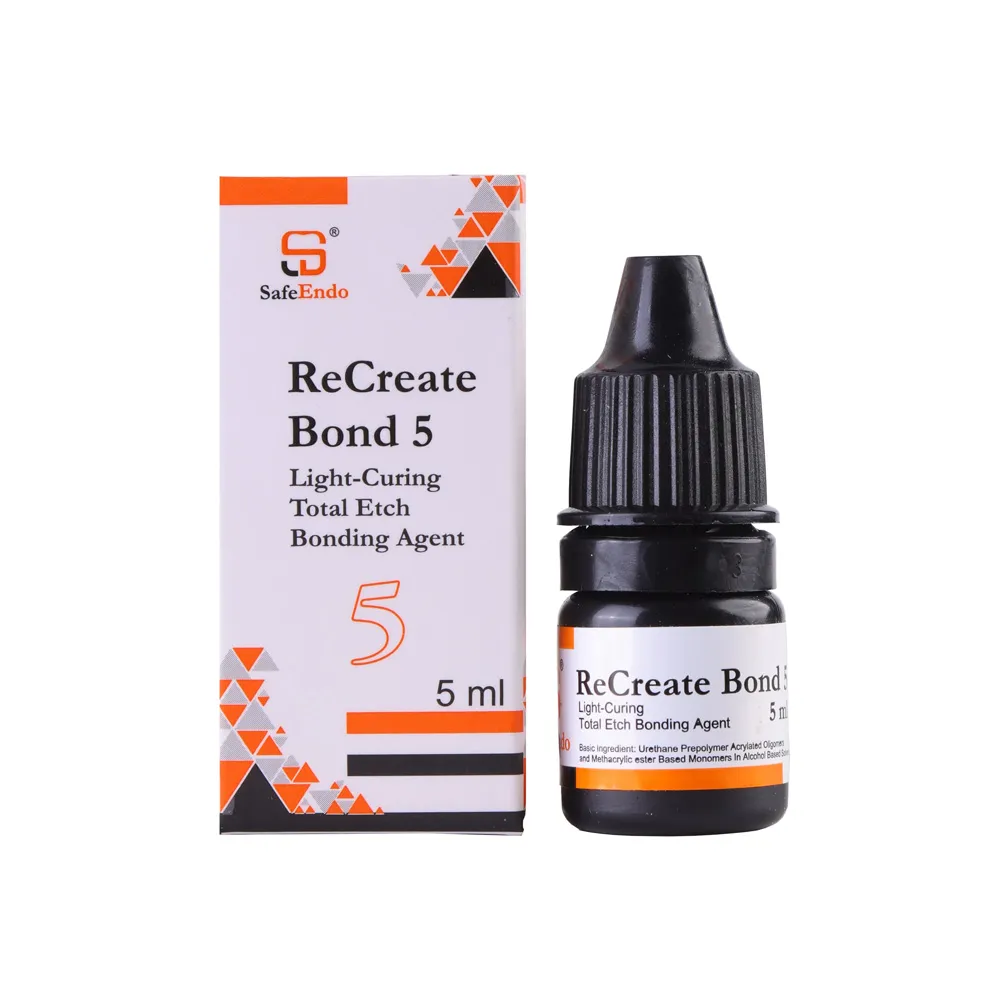 ®
SafeEndo
ReCreate
Bond 5
Light-Curing
Total Etch
Bonding Agent
5
5 ml
®
ReCreate Bond 5
Light-Curing
5 ml
Total Etch Bonding Agent
Basic ingredient: Urethane Prepolymer Acrylated Oligomers
and Methacrylic ester Based Monomers In Alcohol Based